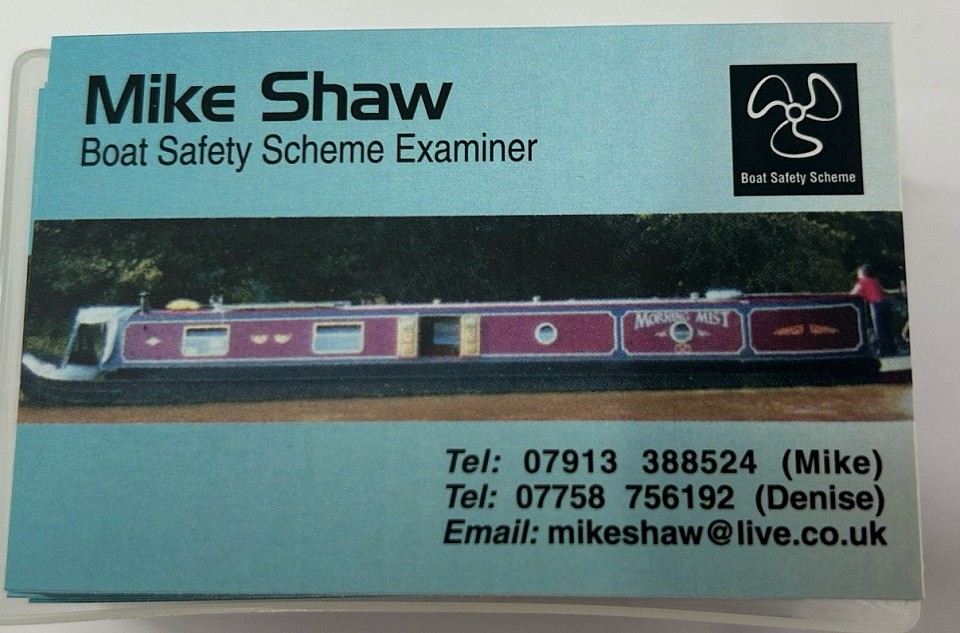 Mike Shaw
Boat Safety Scheme Examiner
Boat Safety Scheme
MORNING MIST
Tel: 07913 388524 (Mike)
Tel: 07758 756192 (Denise)
Email: mikeshaw@live.co.uk